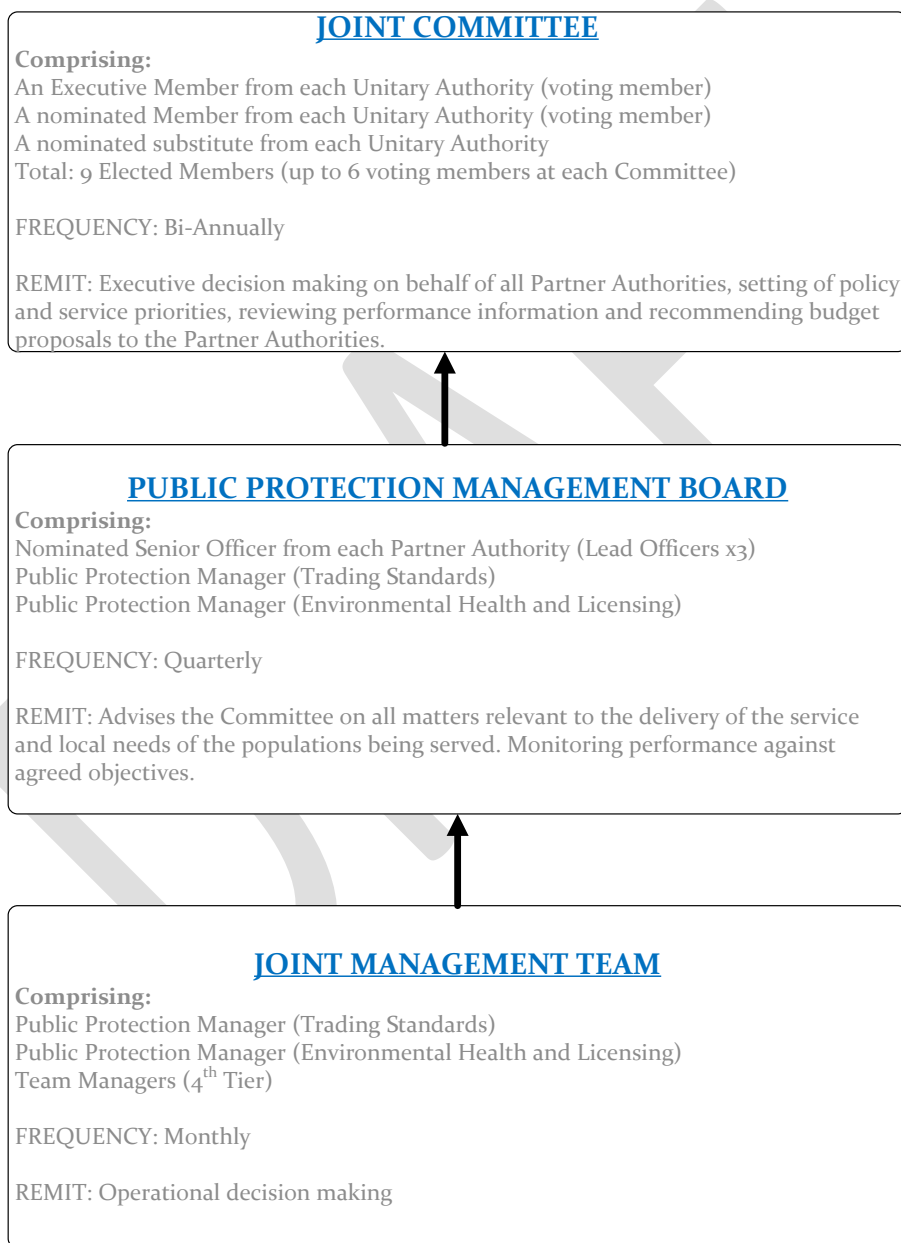 JOINT COMMITTEE
Comprising:
An Executive Member from each Unitary Authority (voting member)
A nominated Member from each Unitary Authority (voting member)
A nominated substitute from each Unitary Authority
Total: 9 Elected Members (up to 6 voting members at each Committee)
FREQUENCY: Bi-Annually
REMIT: Executive decision making on behalf of all Partner Authorities, setting of policy
and service priorities, reviewing performance information and recommending budget
proposals to the Partner Authorities.
PUBLIC PROTECTION MANAGEMENT BOARD
Comprising:
Nominated Senior Officer from each Partner Authority (Lead Officers x3)
Public Protection Manager (Trading Standards)
Public Protection Manager (Environmental Health and Licensing)
FREQUENCY: Quarterly
REMIT: Advises the Committee on all matters relevant to the delivery of the service
and local needs of the populations being served. Monitoring performance against
agreed objectives.
JOINT MANAGEMENT TEAM
Comprising:
Public Protection Manager (Trading Standards)
Public Protection Manager (Environmental Health and Licensing)
Team Managers (4th Tier)
FREQUENCY: Monthly
REMIT: Operational decision making